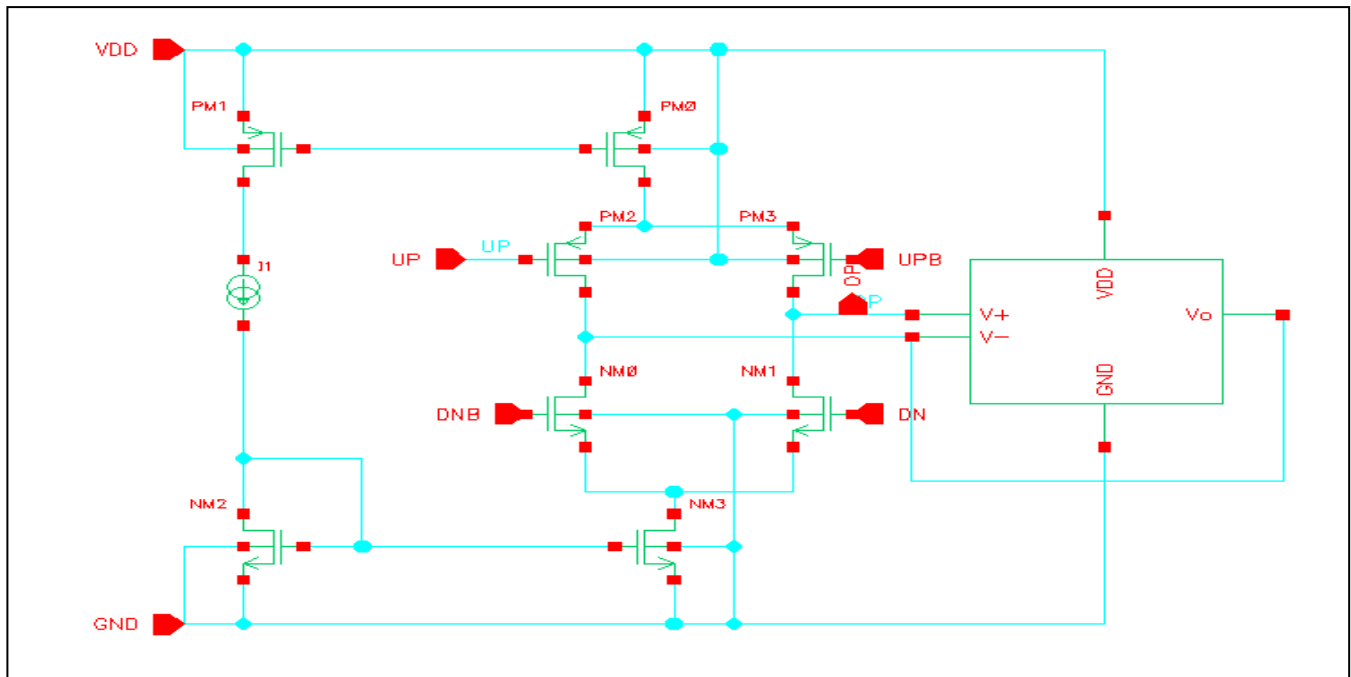 VDD
PM1
PMØ
PM2
PM3
UP
UP
UPB
OP
OP
I1
VDD
V+
V-
Vo
GND
NMØ
NM1
DNB
DN
NM2
NM3
GND